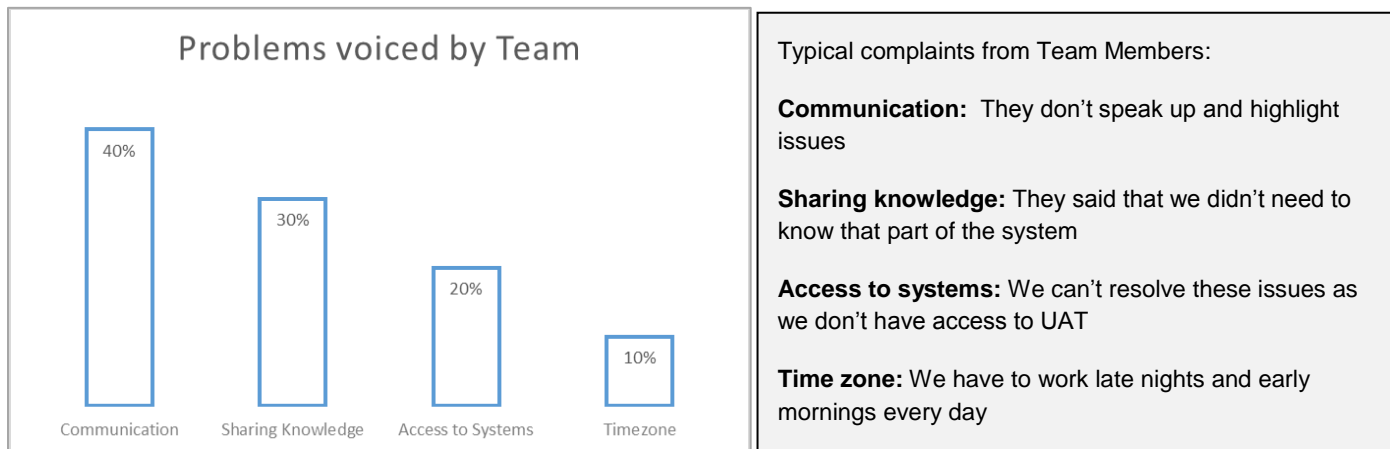 Problems voiced by Team
40%
30%
20%
10%
Communication
Sharing Knowledge
Access to Systems
Timezone
Typical complaints from Team Members:
Communication:  They don’t speak up and highlight
issues
Sharing knowledge: They said that we didn’t need to
know that part of the system
Access to systems: We can’t resolve these issues as
we don’t have access to UAT
Time zone: We have to work late nights and early
mornings every day